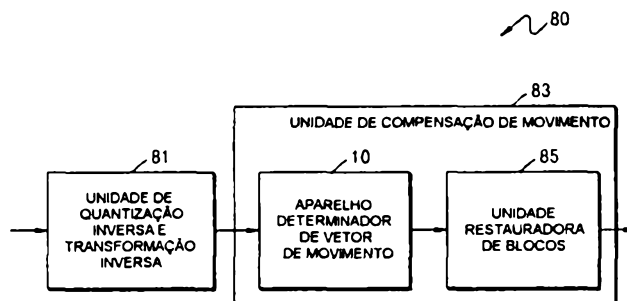 80
83
UNIDADE DE COMPENSAÇÃO DE MOVIMENTO
81
UNIDADE DE
QUANTIZAÇÃO
INVERSA E
TRANSFORMAÇÃO
INVERSA
10
APARELHO
DETERMINADOR
DE VETOR
DE MOVIMENTO
85
UNIDADE
RESTAURADORA
DE BLOCOS